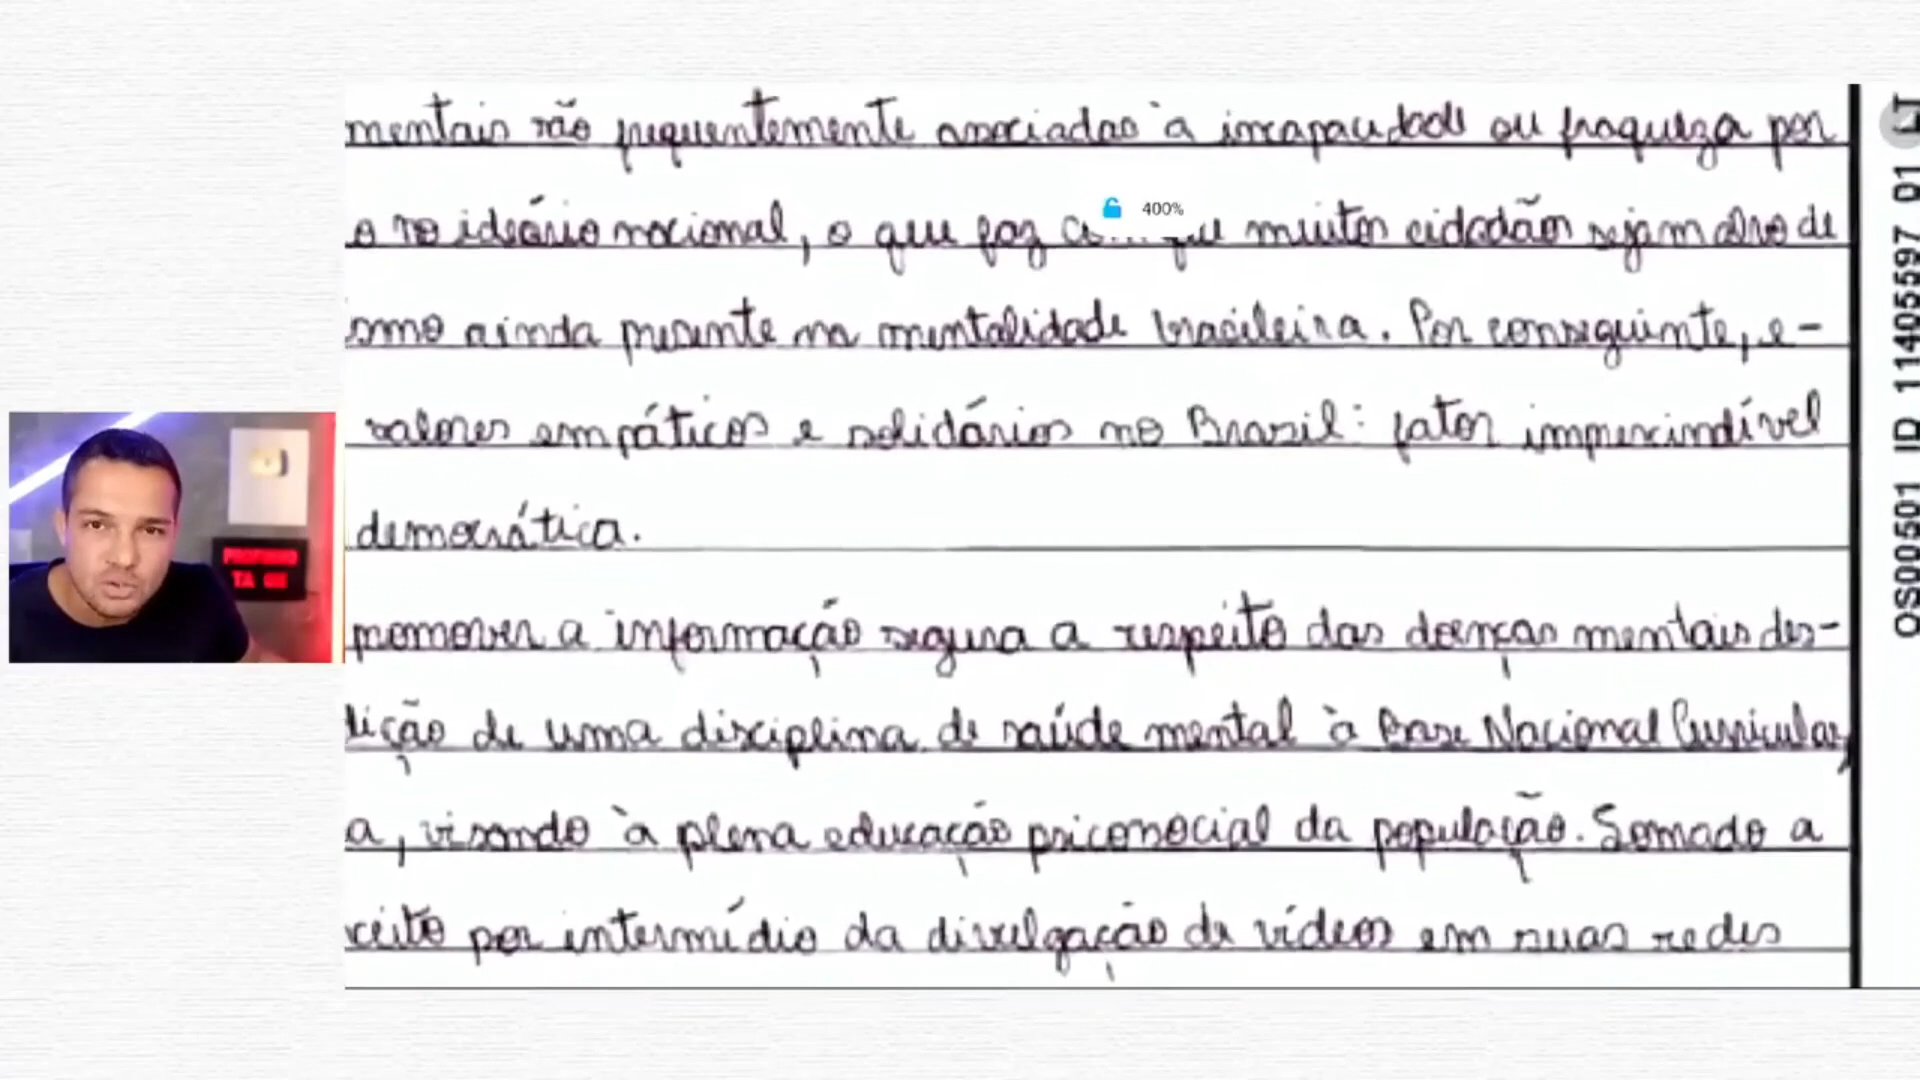 mentais são frequentemente associadas à incapacidade ou fraqueza por
o no ideário nacional, o que faz que muitos cidadãos sejam alvo de
ismo ainda presente na mentalidade brasileira. Por conseguinte, e-
valores empáticos e solidários no Brasil: fator imprescindível
democrática.
promover a informação segura a respeito das doenças mentais des-
dição de uma disciplina de saúde mental à Base Nacional Curricular,
a, visando à plena educação psicossocial da população. Somado a
ceito por intermédio da divulgação de vídeos em suas redes
400%
OS00501 ID 11405597 01
TA ON